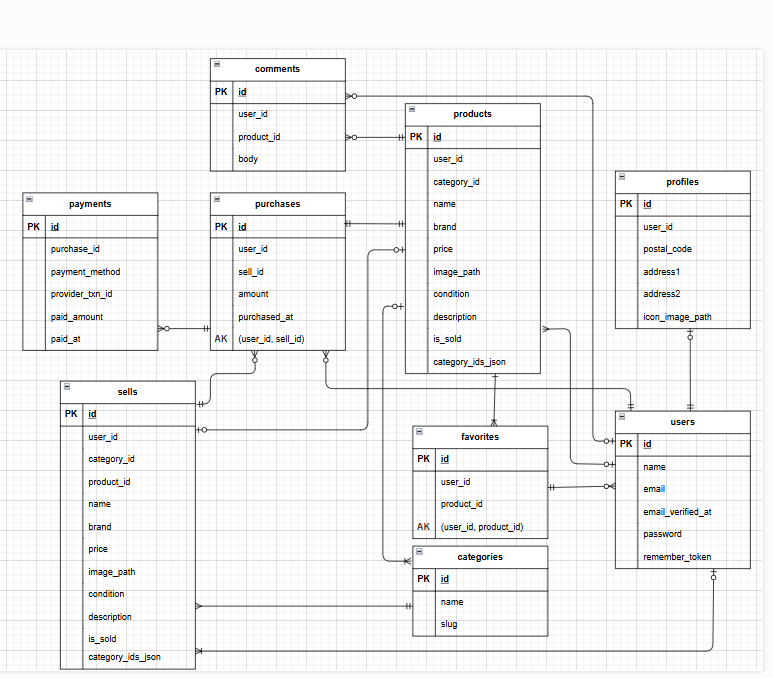 comments
PK id
user_id
product_id
body
products
PK id
user_id
category_id
name
brand
price
image_path
condition
description
is_sold
category_ids_json
profiles
PK id
user_id
postal_code
address1
address2
icon_image_path
payments
PK id
purchase_id
payment_method
provider_txn_id
paid_amount
paid_at
purchases
PK id
user_id
sell_id
amount
purchased_at
AK (user_id, sell_id)
sells
PK id
user_id
category_id
product_id
name
brand
price
image_path
condition
description
is_sold
category_ids_json
favorites
PK id
user_id
product_id
AK (user_id, product_id)
users
PK id
name
email
email_verified_at
password
remember_token
categories
PK id
name
slug